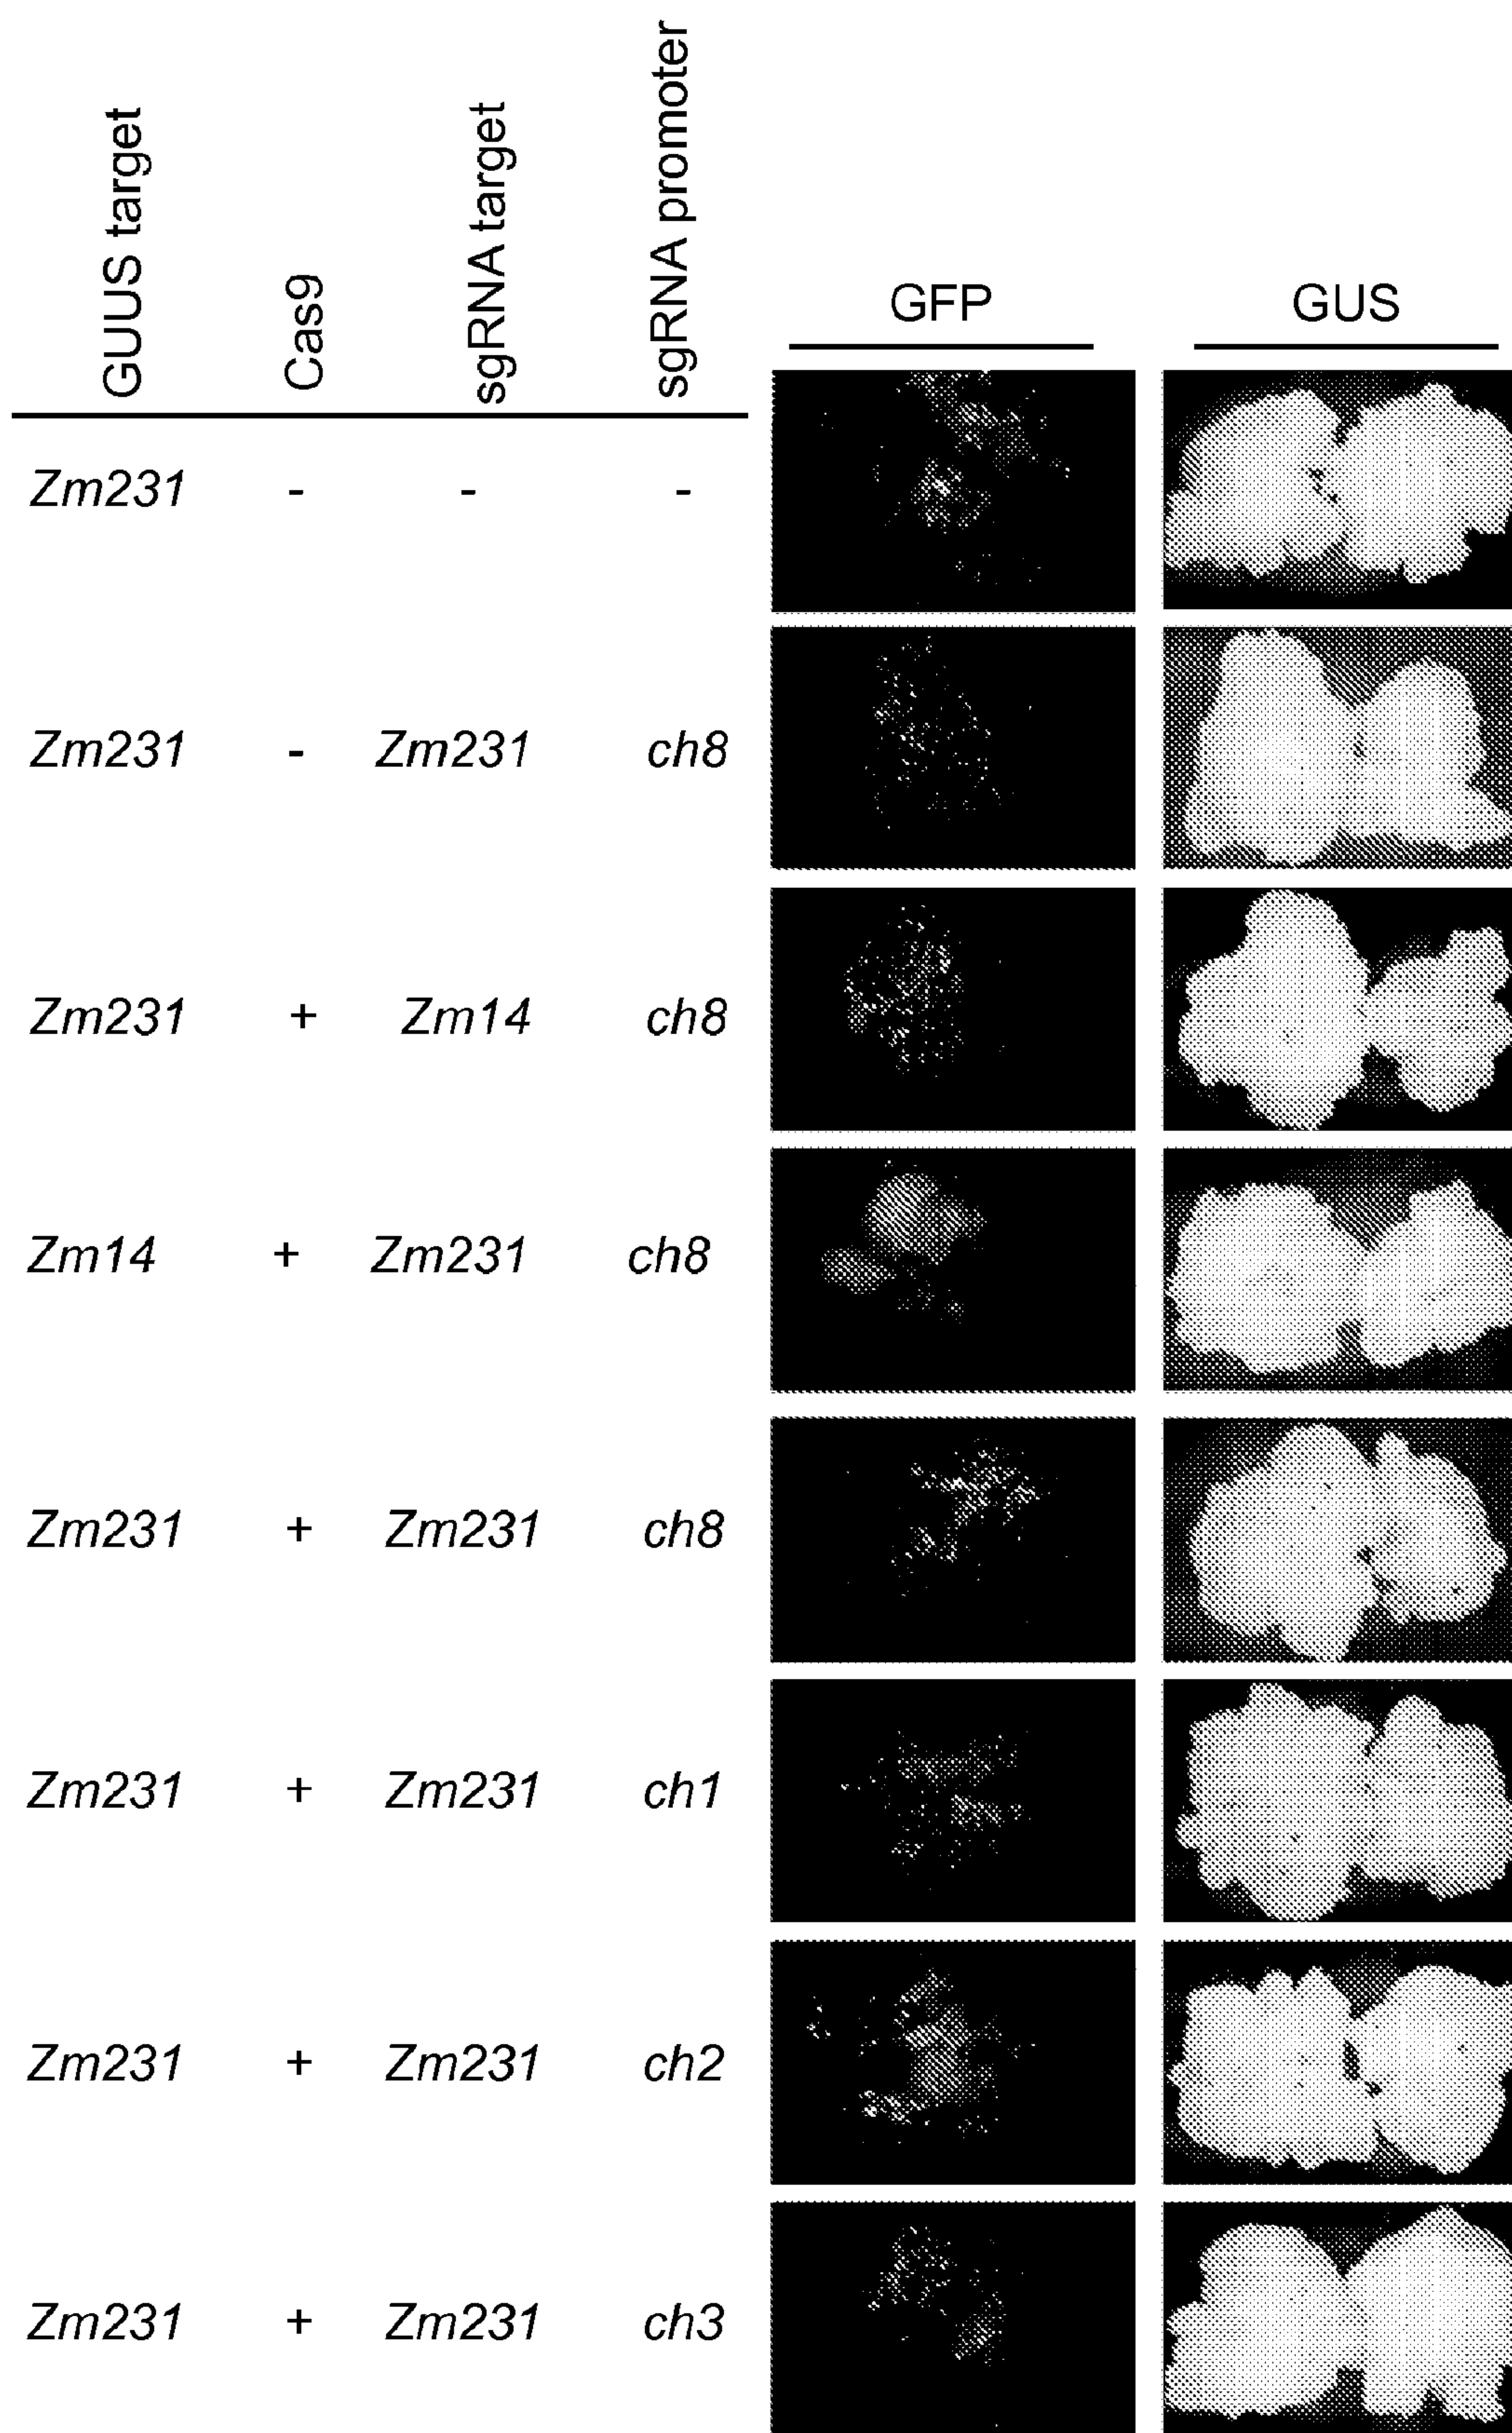 GUUS target Cas9 sgRNA target sgRNA promoter GFP GUS
Zm231 - - -
Zm231 - Zm231 ch8
Zm231 + Zm14 ch8
Zm14 + Zm231 ch8
Zm231 + Zm231 ch8
Zm231 + Zm231 ch1
Zm231 + Zm231 ch2
Zm231 + Zm231 ch3